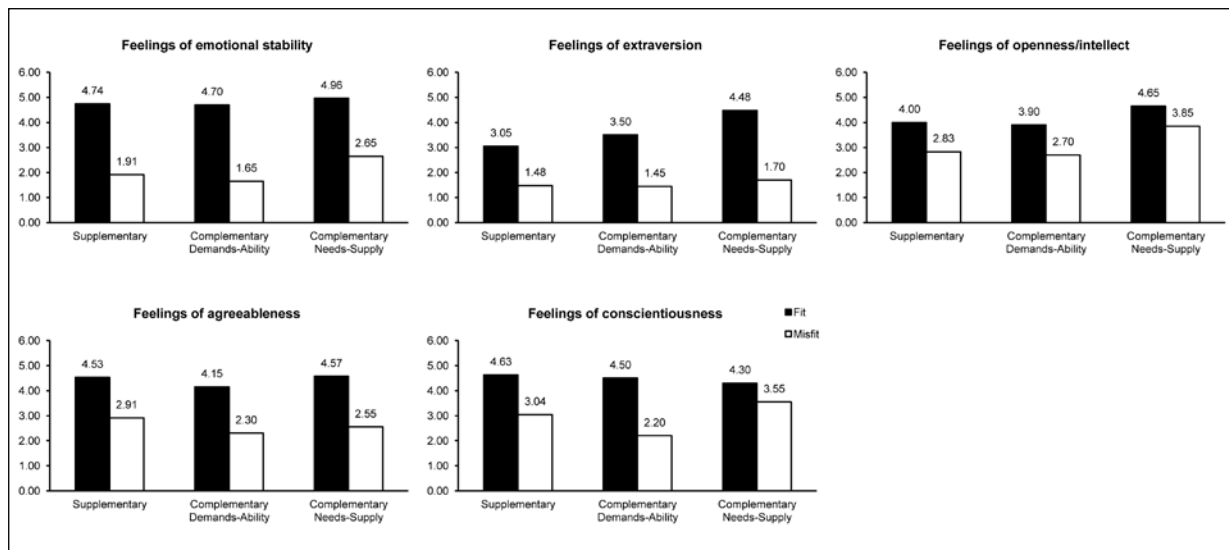 Feelings of emotional stability
6.00
5.00
4.00
3.00
2.00
1.00
0.00
4.74
1.91
4.70
1.65
4.96
2.65
Supplementary
Complementary
Demands-Ability
Complementary
Needs-Supply
Feelings of extraversion
6.00
5.00
4.00
3.00
2.00
1.00
0.00
3.05
1.48
3.50
1.45
4.48
1.70
Supplementary
Complementary
Demands-Ability
Complementary
Needs-Supply
Feelings of openness/intellect
6.00
5.00
4.00
3.00
2.00
1.00
0.00
4.00
2.83
3.90
2.70
4.65
3.85
Supplementary
Complementary
Demands-Ability
Complementary
Needs-Supply
Feelings of agreeableness
6.00
5.00
4.00
3.00
2.00
1.00
0.00
4.53
2.91
4.15
2.30
4.57
2.55
Supplementary
Complementary
Demands-Ability
Complementary
Needs-Supply
Feelings of conscientiousness
6.00
5.00
4.00
3.00
2.00
1.00
0.00
4.63
3.04
4.50
2.20
4.30
3.55
Supplementary
Complementary
Demands-Ability
Complementary
Needs-Supply
Fit
Misfit